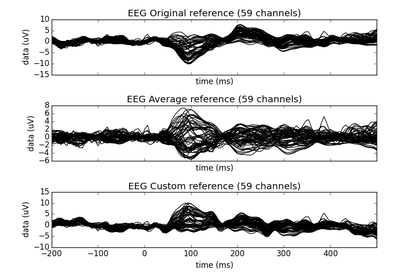 EEG Original reference (59 channels)
10
5
0
−5
−10
−15
data (uV)
time (ms)
EEG Average reference (59 channels)
8
6
4
2
0
−2
−4
−6
data (uV)
time (ms)
EEG Custom reference (59 channels)
15
10
5
0
−5
−10
data (uV)
−200 −100 0 100 200 300 400
time (ms)